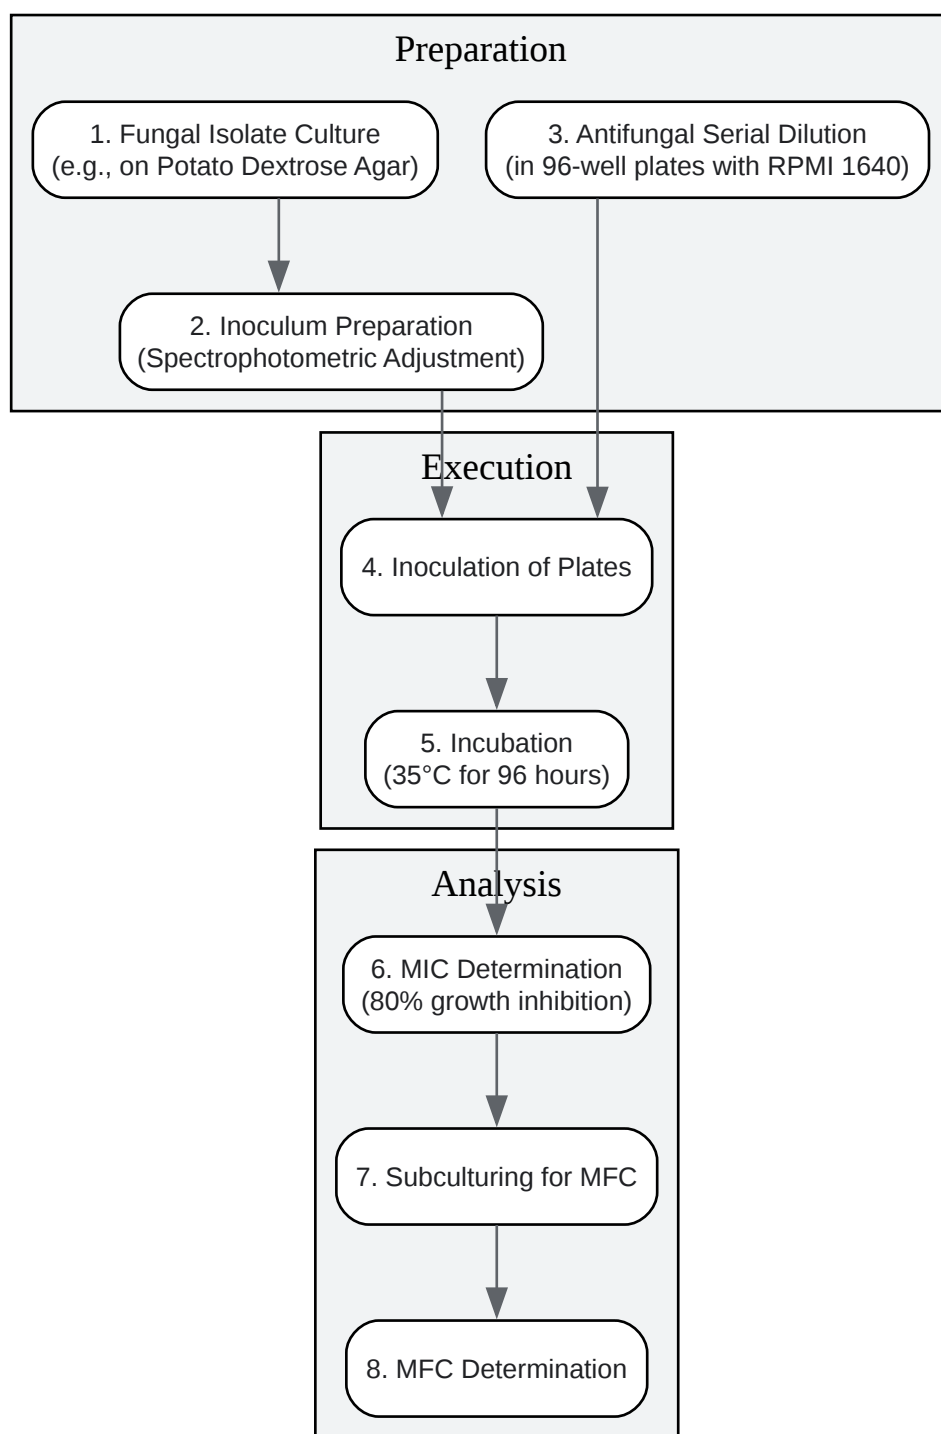 Preparation
1. Fungal Isolate Culture
(e.g., on Potato Dextrose Agar)
3. Antifungal Serial Dilution
(in 96-well plates with RPMI 1640)
2. Inoculum Preparation
(Spectrophotometric Adjustment)
Execution
4. Inoculation of Plates
5. Incubation
(35°C for 96 hours)
Analysis
6. MIC Determination
(80% growth inhibition)
7. Subculturing for MFC
8. MFC Determination